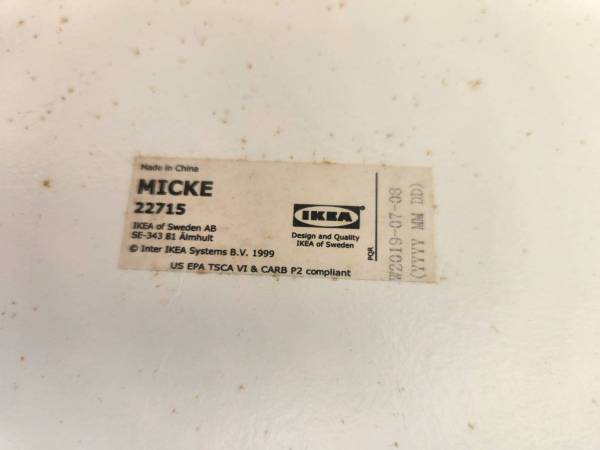 Made in China
MICKE
22715
IKEA of Sweden AB
SE-343 81 Älmhult
© Inter IKEA Systems B.V. 1999
US EPA TSCA VI & CARB P2 compliant
IKEA
Design and Quality
IKEA of Sweden
PQR
W2019-07-08
(YYYY MM DD)